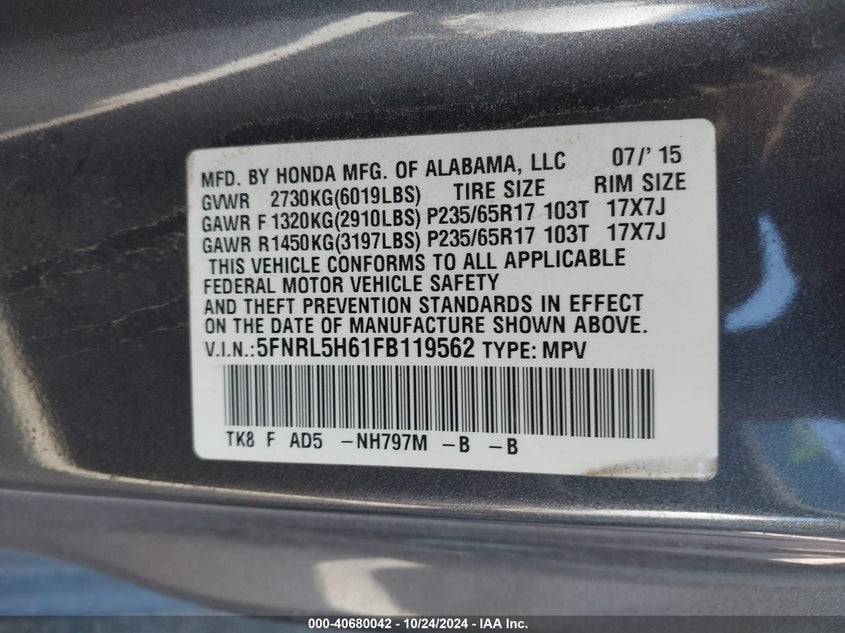 MFD. BY HONDA MFG. OF ALABAMA, LLC 07/' 15
GVWR 2730KG(6019LBS) TIRE SIZE RIM SIZE
GAWR F 1320KG(2910LBS) P235/65R17 103T 17X7J
GAWR R1450KG(3197LBS) P235/65R17 103T 17X7J
THIS VEHICLE CONFORMS TO ALL APPLICABLE
FEDERAL MOTOR VEHICLE SAFETY
AND THEFT PREVENTION STANDARDS IN EFFECT
ON THE DATE OF MANUFACTURE SHOWN ABOVE.
V.I.N.:5FNRL5H61FB119562 TYPE: MPV
TK8 F AD5 -NH797M -B -B
000-40680042 - 10/24/2024 - IAA Inc.